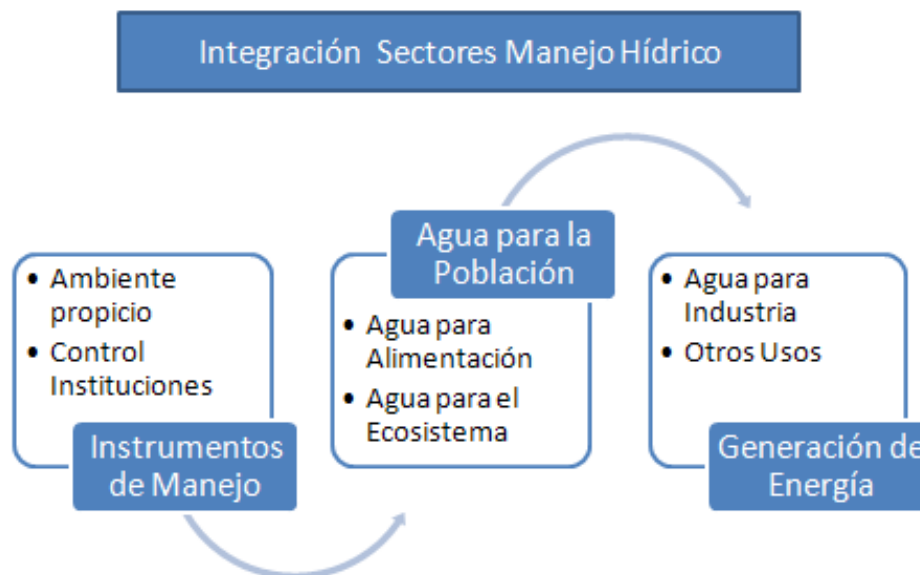 Integración Sectores Manejo Hídrico
• Ambiente
propicio
• Control
Instituciones
Instrumentos
de Manejo
Agua para la
Población
• Agua para
Alimentación
• Agua para el
Ecosistema
• Agua para
Industria
• Otros Usos
Generación de
Energía